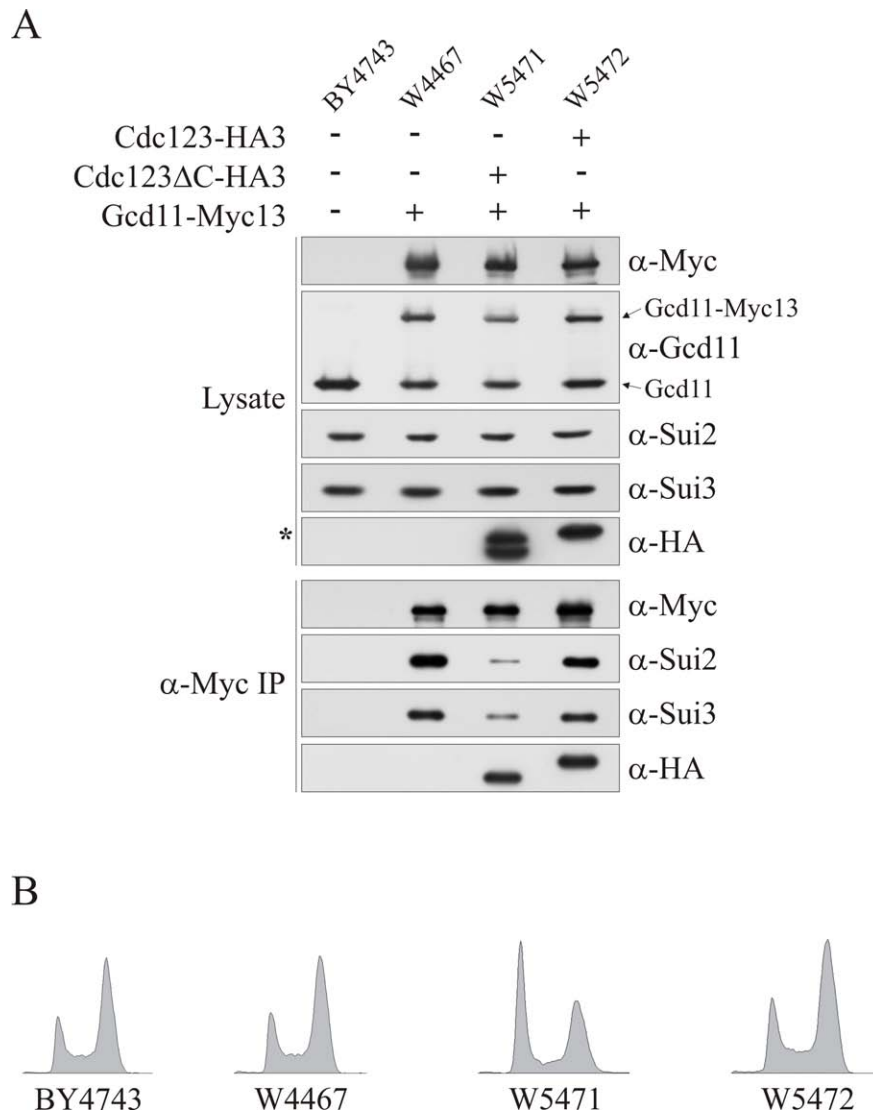 A
BY4743 W4467 W5471 W5472
Cdc123-HA3 - - - +
Cdc123ΔC-HA3 - - + -
Gcd11-Myc13 - + + +
α-Myc
Gcd11-Myc13
α-Gcd11
Gcd11
Lysate
α-Sui2
α-Sui3
* α-HA
α-Myc
α-Sui2
α-Myc IP
α-Sui3
α-HA
B
BY4743 W4467 W5471 W5472